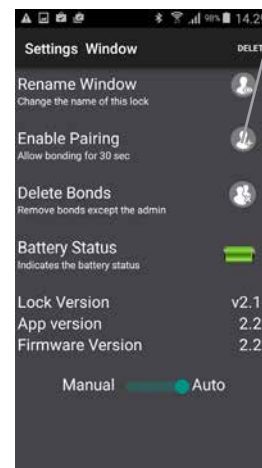 98% 14.29
Settings Window DELET
Rename Window
Change the name of this lock
Enable Pairing
Allow bonding for 30 sec
Delete Bonds
Remove bonds except the admin
Battery Status
Indicates the battery status
Lock Version v2.1
App version 2.2
Firmware Version 2.2
Manual Auto